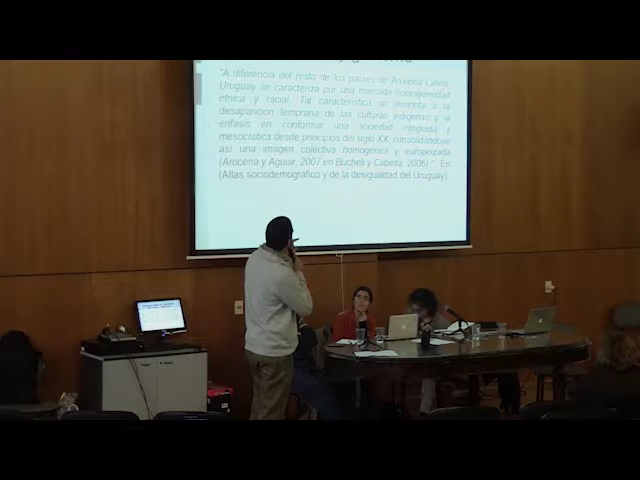 "A diferencia del resto de los países de América Latina,
Uruguay se caracteriza por una marcada homogeneidad
étnica y racial. Tal característica se remonta a la
desaparición temprana de las culturas indígenas y al
énfasis en conformar una sociedad integrada y
mesocrática desde principios del siglo XX consolidándose
así una imagen colectiva homogénea y europeizada
(Arocena y Aguiar, 2007 en Bucheli y Cabella, 2006)". En
(Atlas sociodemográfico y de la desigualdad del Uruguay)